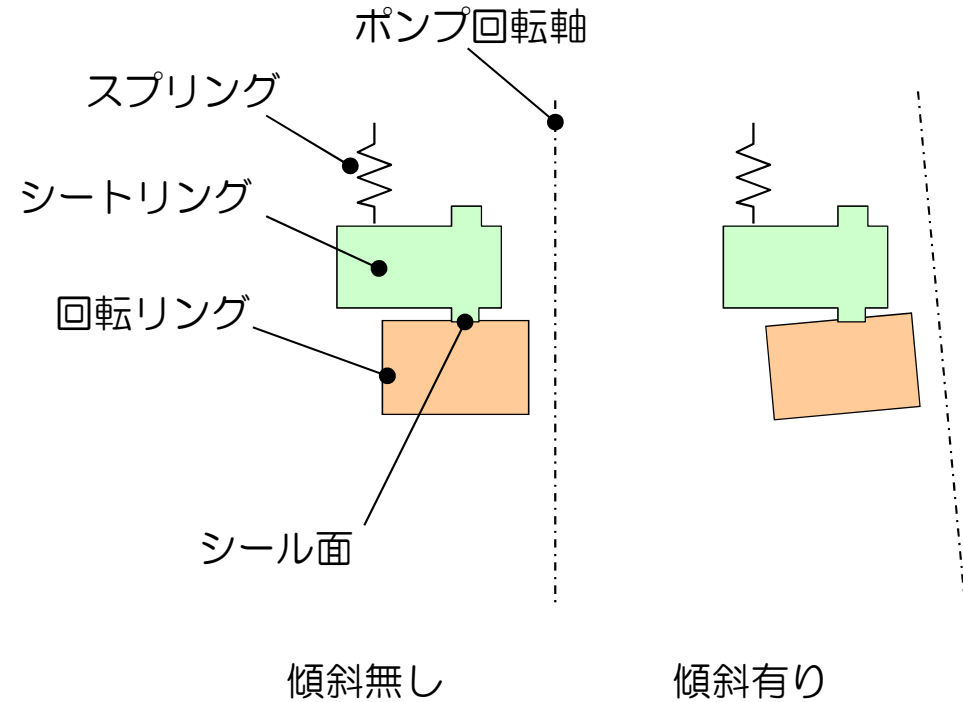 ポンプ回転軸
スプリング
シートリング
回転リング
シール面
傾斜無し
傾斜有り